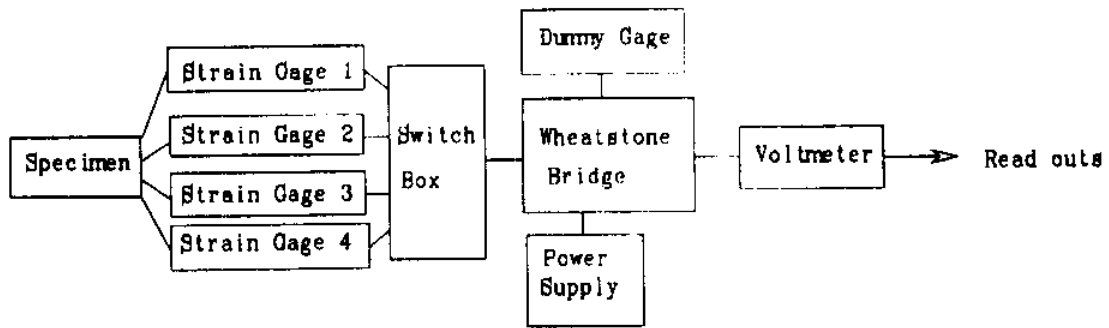 Dummy Gage
Strain Gage 1
Strain Gage 2
Switch
Box
Wheatstone
Bridge
Voltmeter
Read outs
Specimen
Strain Gage 3
Strain Gage 4
Power
Supply